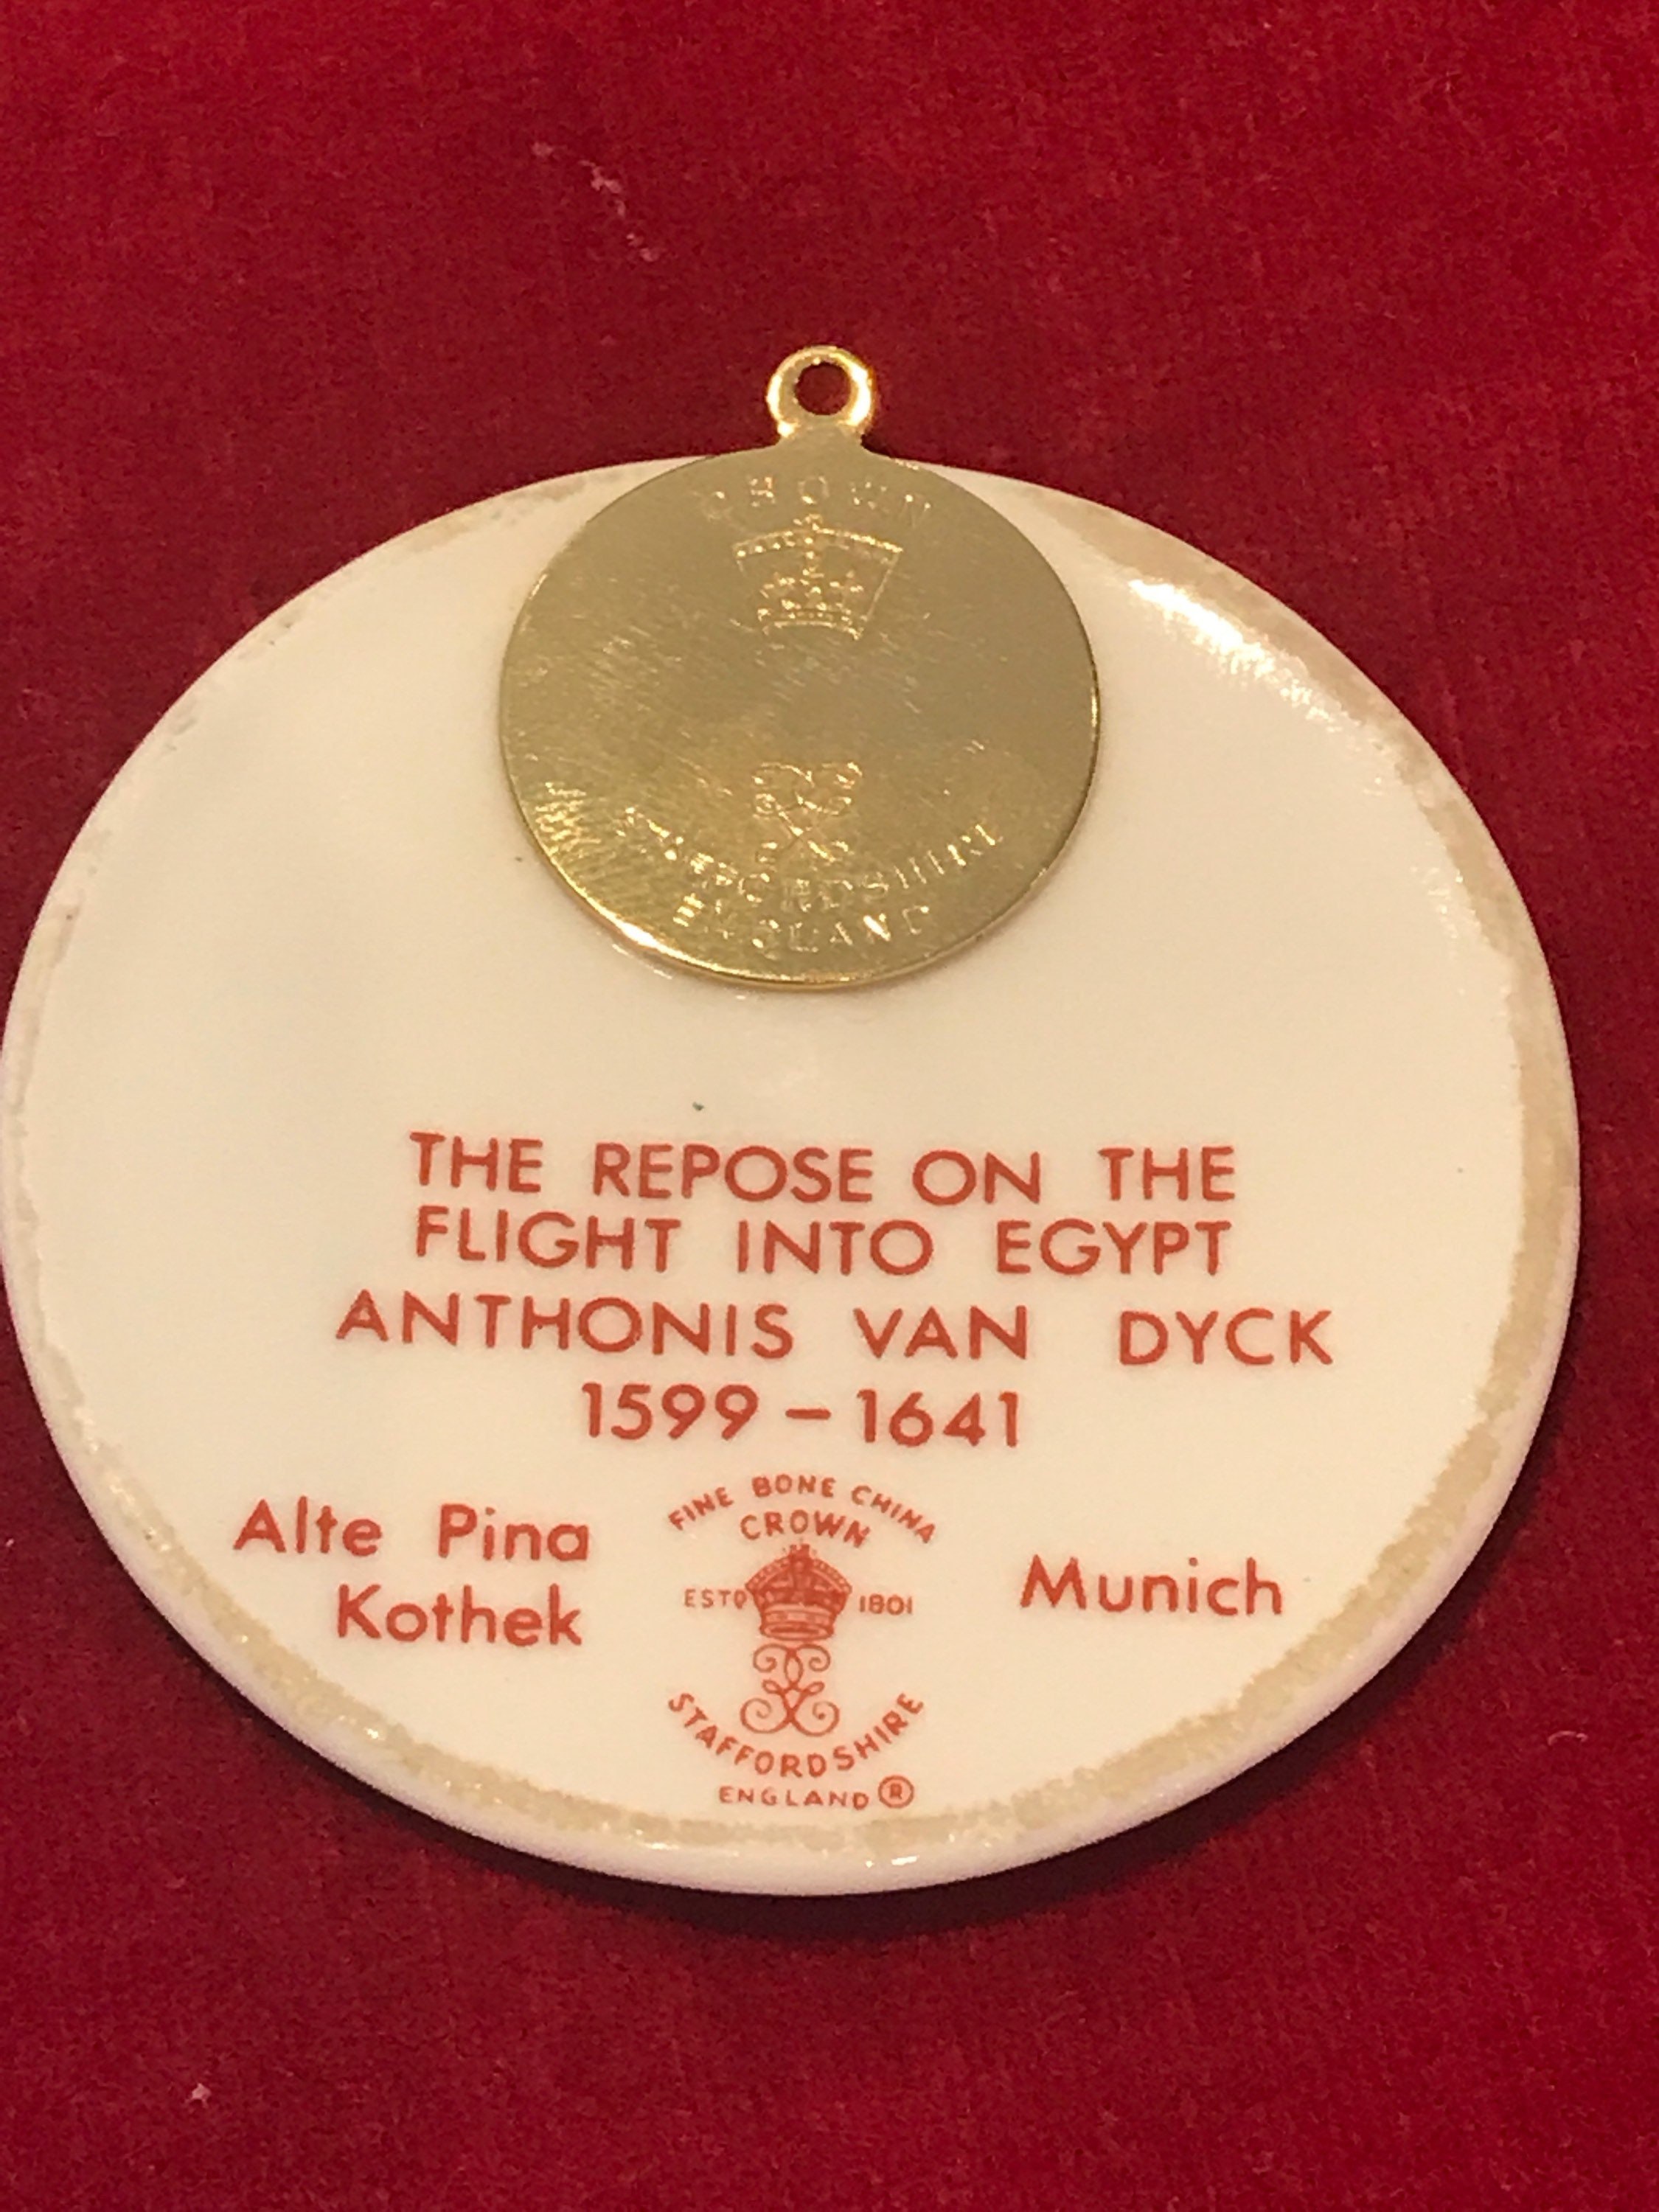 CROWN
STAFFORDSHIRE
ENGLAND
THE REPOSE ON THE
FLIGHT INTO EGYPT
ANTHONIS VAN DYCK
1599-1641
Alte Pina
Kothek
FINE BONE CHINA
CROWN
ESTD 1801
STAFFORDSHIRE
ENGLAND ®
Munich